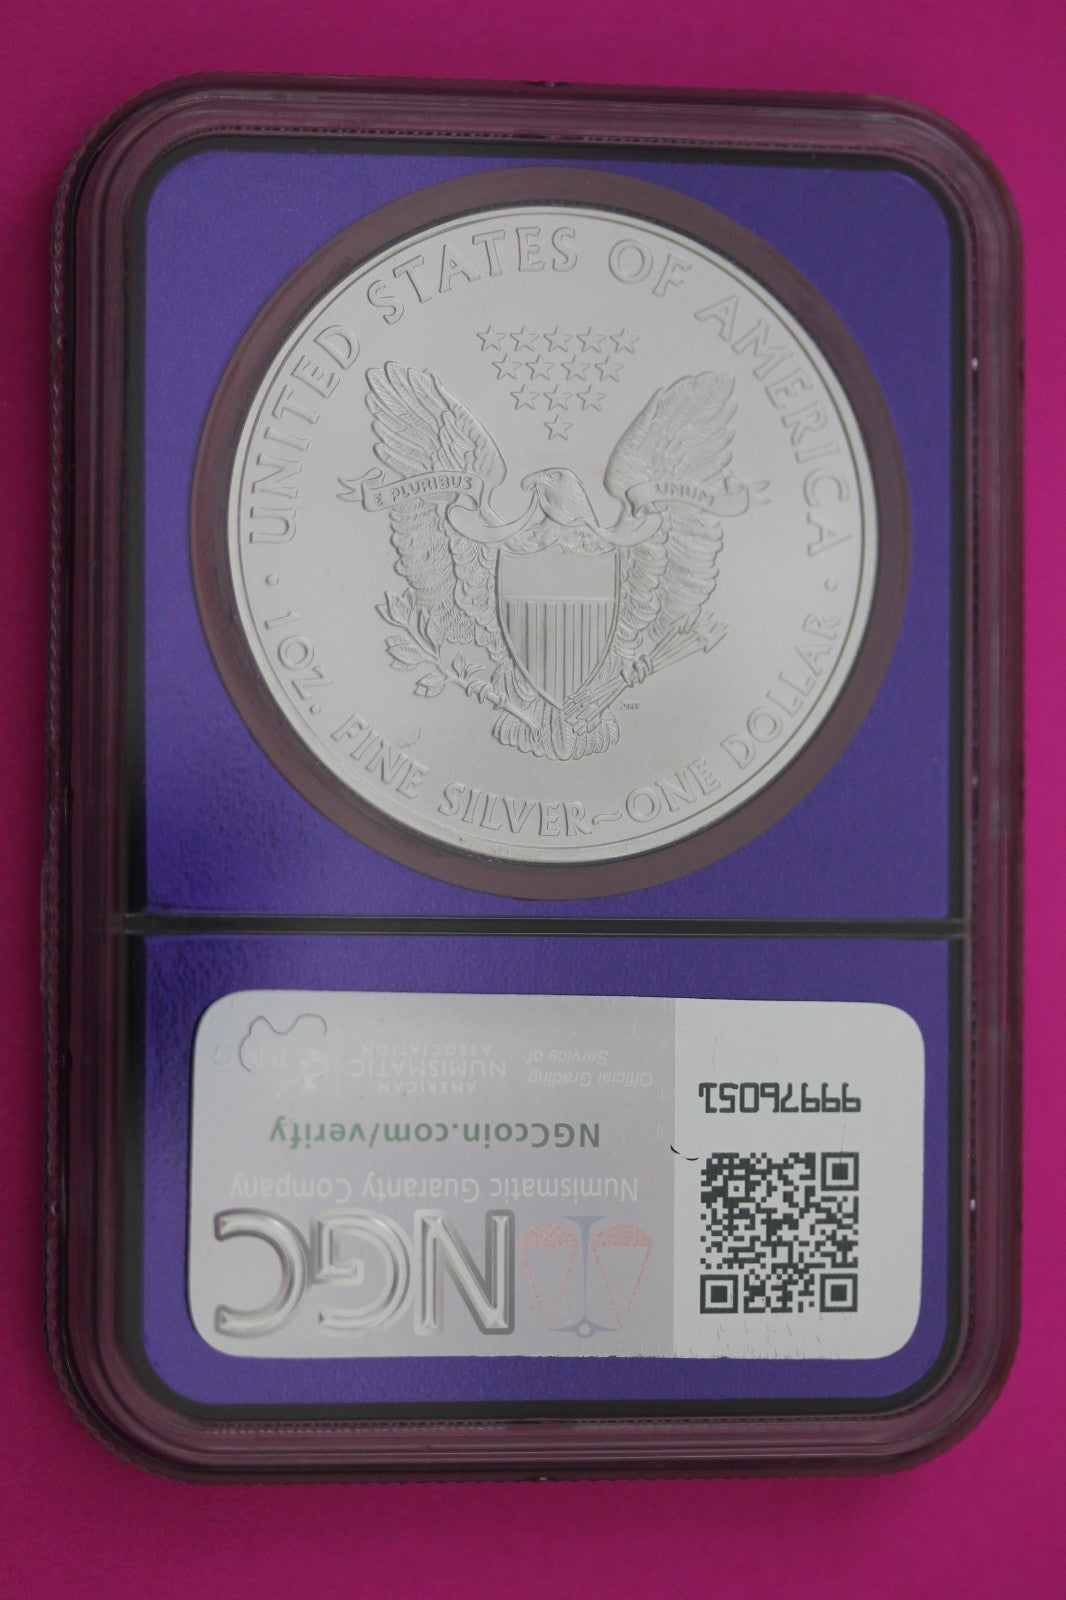 UNITED STATES OF AMERICA
E PLURIBUS UNUM
1 OZ. FINE SILVER~ONE DOLLAR
NGC
Numismatic Guaranty Company
NGCcoin.com/verify
Official Grading
Service of
AMERICAN
NUMISMATIC
ASSOCIATION
99976051